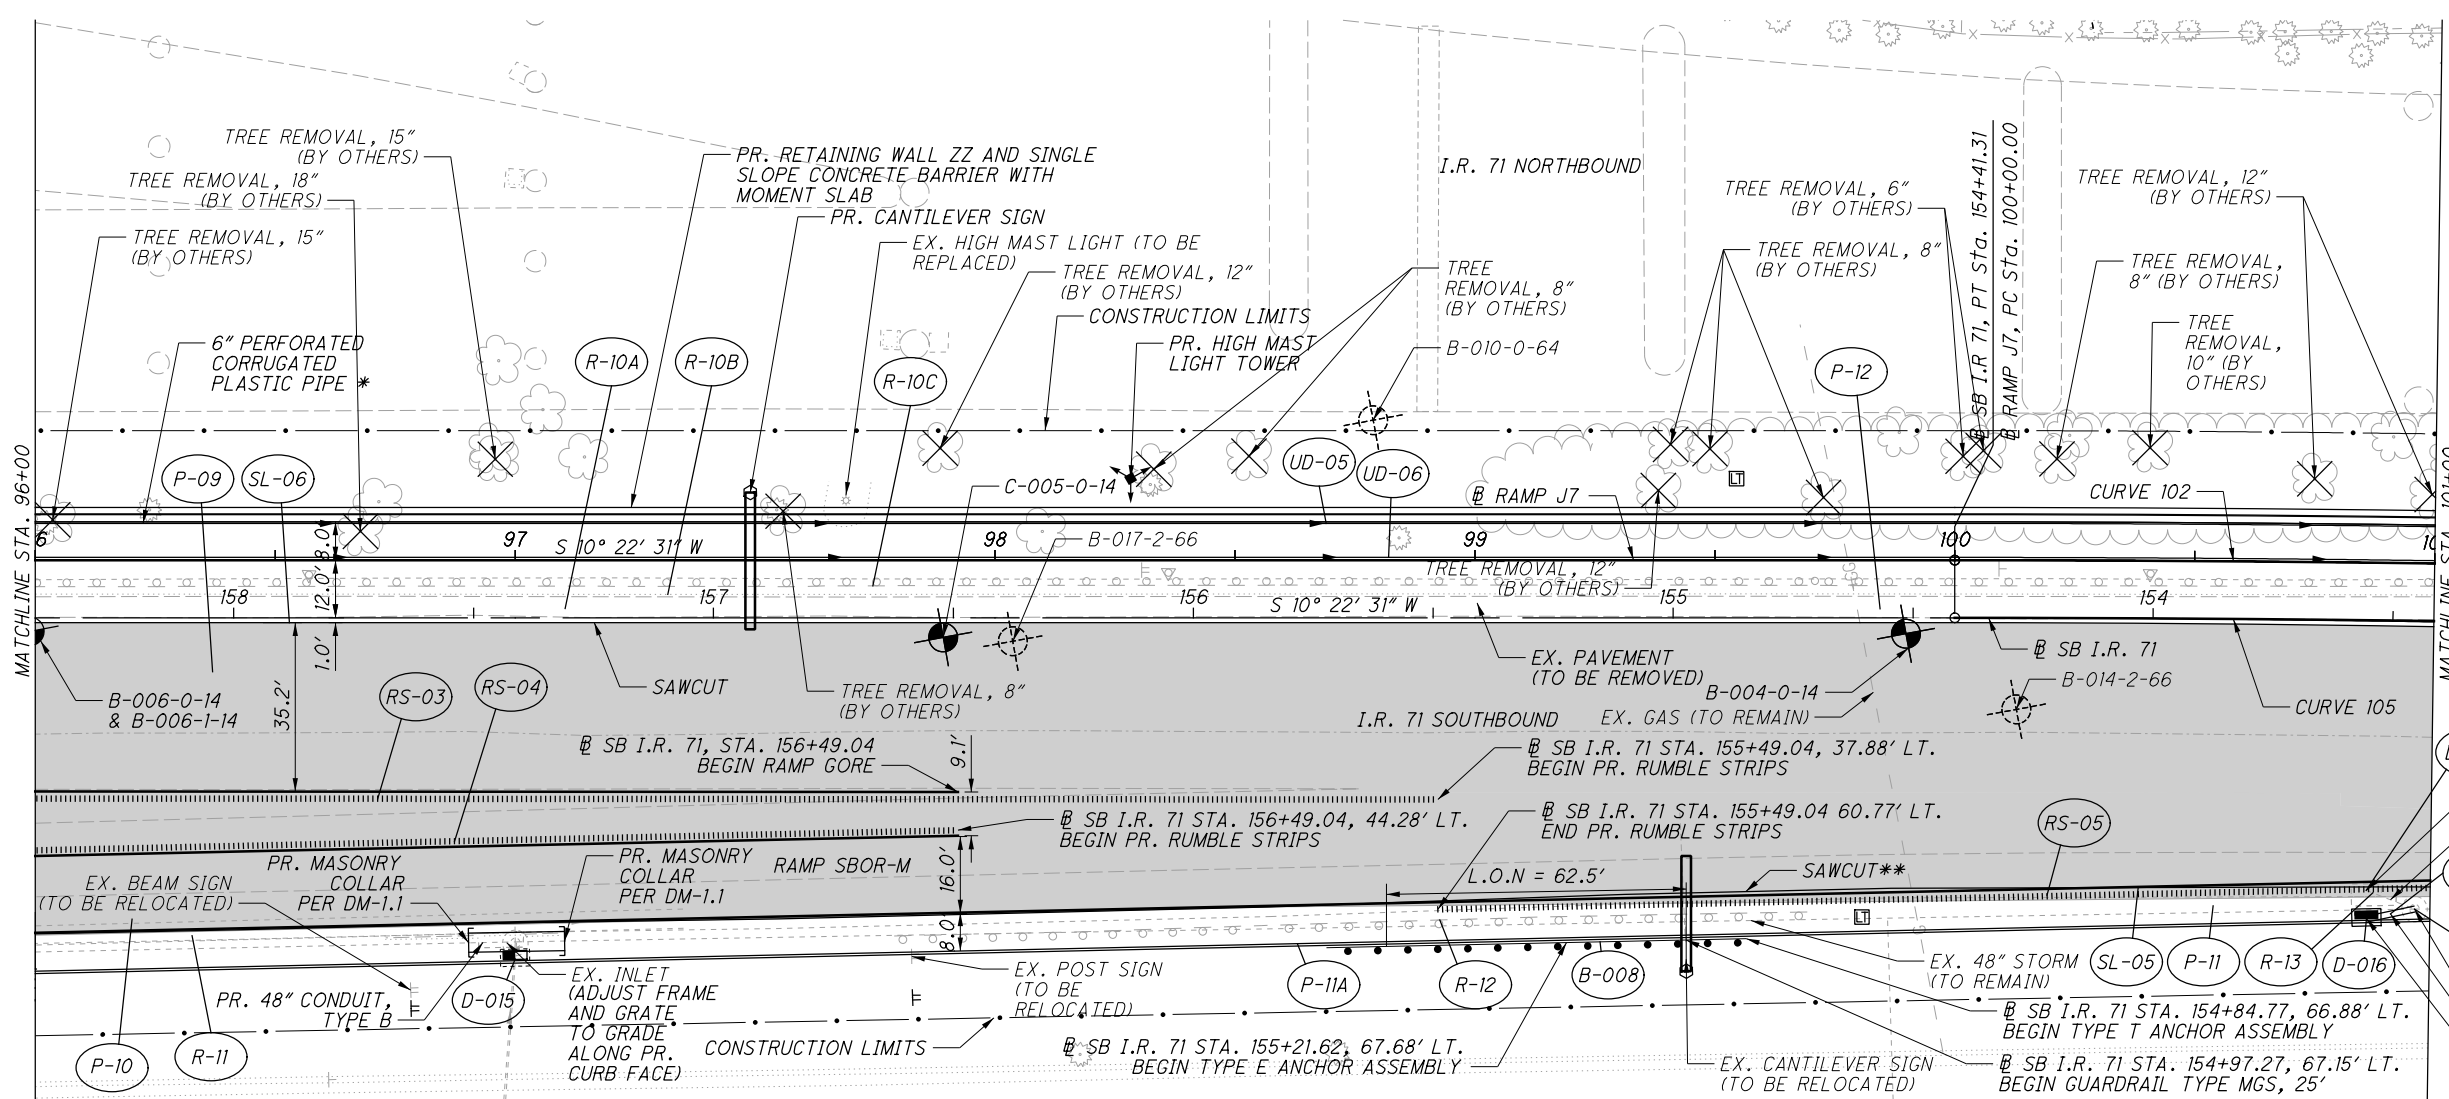 TREE REMOVAL, 15"
(BY OTHERS)
TREE REMOVAL, 18"
(BY OTHERS)
TREE REMOVAL, 15"
(BY OTHERS)
6" PERFORATED
CORRUGATED
PLASTIC PIPE *
PR. RETAINING WALL ZZ AND SINGLE
SLOPE CONCRETE BARRIER WITH
MOMENT SLAB
PR. CANTILEVER SIGN
EX. HIGH MAST LIGHT (TO BE
REPLACED)
TREE REMOVAL, 12"
(BY OTHERS)
CONSTRUCTION LIMITS
PR. HIGH MAST
LIGHT TOWER
I.R. 71 NORTHBOUND
TREE
REMOVAL, 8"
(BY OTHERS)
B-010-0-64
TREE REMOVAL, 6"
(BY OTHERS)
TREE REMOVAL, 8"
(BY OTHERS)
P-12
SB I.R 71, PT Sta. 154+41.31
RAMP J7, PC Sta. 100+00.00
TREE REMOVAL, 12"
(BY OTHERS)
TREE REMOVAL,
8" (BY OTHERS)
TREE
REMOVAL,
10" (BY
OTHERS)
R-10A
R-10B
R-10C
P-09
SL-06
UD-05
UD-06
C-005-0-14
LT
℄ RAMP J7
CURVE 102
MATCHLINE STA. 96+00
MATCHLINE STA. 101+00
6
97
98
99
100
10
S 10° 22' 31" W
8.0'
12.0'
1.0'
B-017-2-66
TREE REMOVAL, 12"
(BY OTHERS)
158
157
156
155
154
S 10° 22' 31" W
35.2'
B-006-0-14
& B-006-1-14
RS-03
RS-04
SAWCUT
TREE REMOVAL, 8"
(BY OTHERS)
EX. PAVEMENT
(TO BE REMOVED)
B-004-0-14
I.R. 71 SOUTHBOUND
EX. GAS (TO REMAIN)
SB I.R. 71
B-014-2-66
CURVE 105
SB I.R. 71, STA. 156+49.04
BEGIN RAMP GORE
9.1'
SB I.R. 71 STA. 155+49.04, 37.88' LT.
BEGIN PR. RUMBLE STRIPS
SB I.R. 71 STA. 156+49.04, 44.28' LT.
BEGIN PR. RUMBLE STRIPS
SB I.R. 71 STA. 155+49.04 60.77' LT.
END PR. RUMBLE STRIPS
RS-05
PR. MASONRY
COLLAR
PER DM-1.1
PR. MASONRY
COLLAR
PER DM-1.1
RAMP SBOR-M
16.0'
8.0'
L.O.N = 62.5'
SAWCUT**
EX. BEAM SIGN
(TO BE RELOCATED)
LT
PR. 48" CONDUIT,
TYPE B
D-015
EX. INLET
(ADJUST FRAME
AND GRATE
TO GRADE
ALONG PR.
CURB FACE)
EX. POST SIGN
(TO BE
RELOCATED)
P-11A
R-12
B-008
EX. 48" STORM
(TO REMAIN)
SL-05
P-11
R-13
D-016
P-10
R-11
CONSTRUCTION LIMITS
SB I.R. 71 STA. 155+21.62, 67.68' LT.
BEGIN TYPE E ANCHOR ASSEMBLY
SB I.R. 71 STA. 154+84.77, 66.88' LT.
BEGIN TYPE T ANCHOR ASSEMBLY
EX. CANTILEVER SIGN
(TO BE RELOCATED)
SB I.R. 71 STA. 154+97.27, 67.15' LT.
BEGIN GUARDRAIL TYPE MGS, 25'